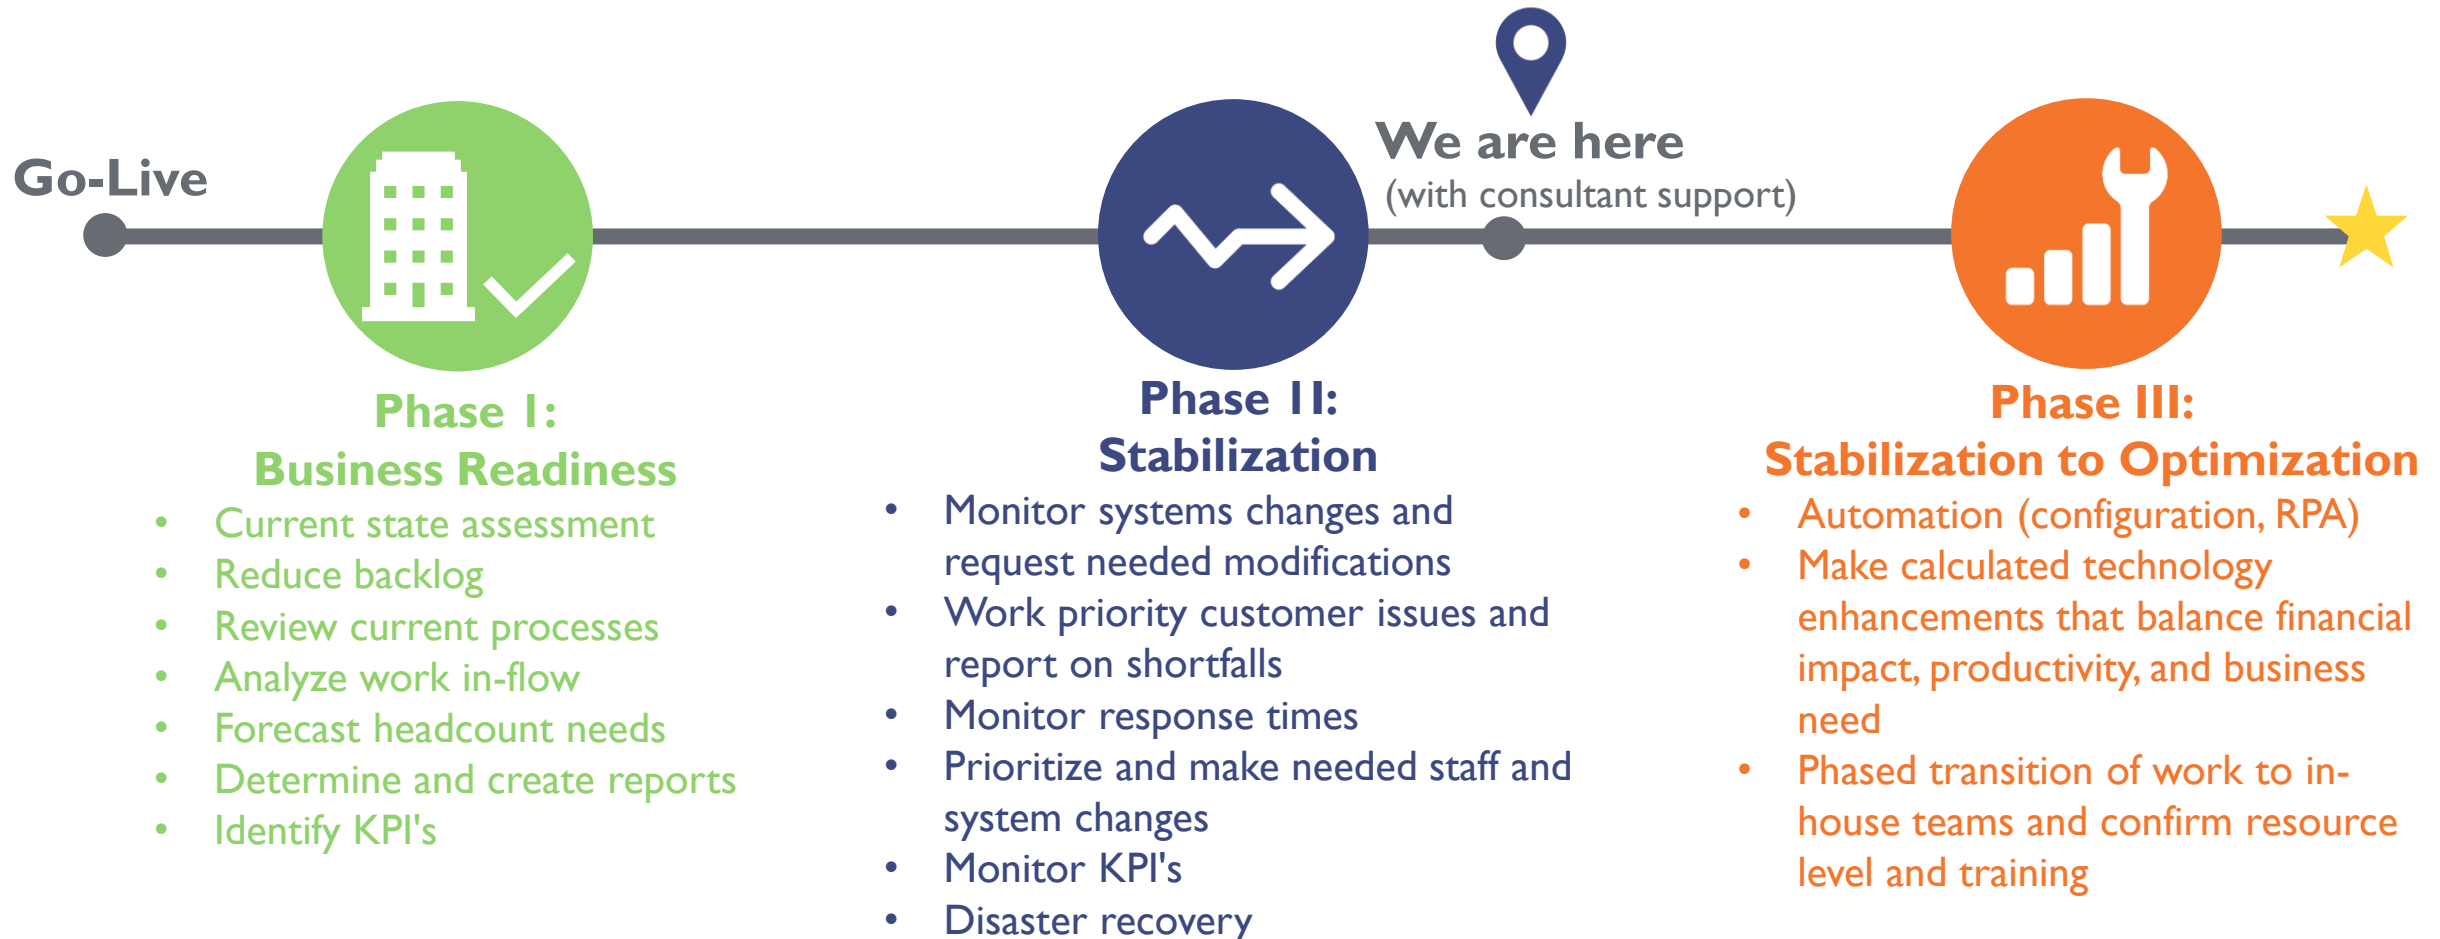 Go-Live
We are here
(with consultant support)
Phase 1:
Business Readiness
• Current state assessment
• Reduce backlog
• Review current processes
• Analyze work in-flow
• Forecast headcount needs
• Determine and create reports
• Identify KPI's
Phase 1I:
Stabilization
• Monitor systems changes and
request needed modifications
• Work priority customer issues and
report on shortfalls
• Monitor response times
• Prioritize and make needed staff and
system changes
• Monitor KPI's
• Disaster recovery
Phase III:
Stabilization to Optimization
• Automation (configuration, RPA)
• Make calculated technology
enhancements that balance financial
impact, productivity, and business
need
• Phased transition of work to in-
house teams and confirm resource
level and training